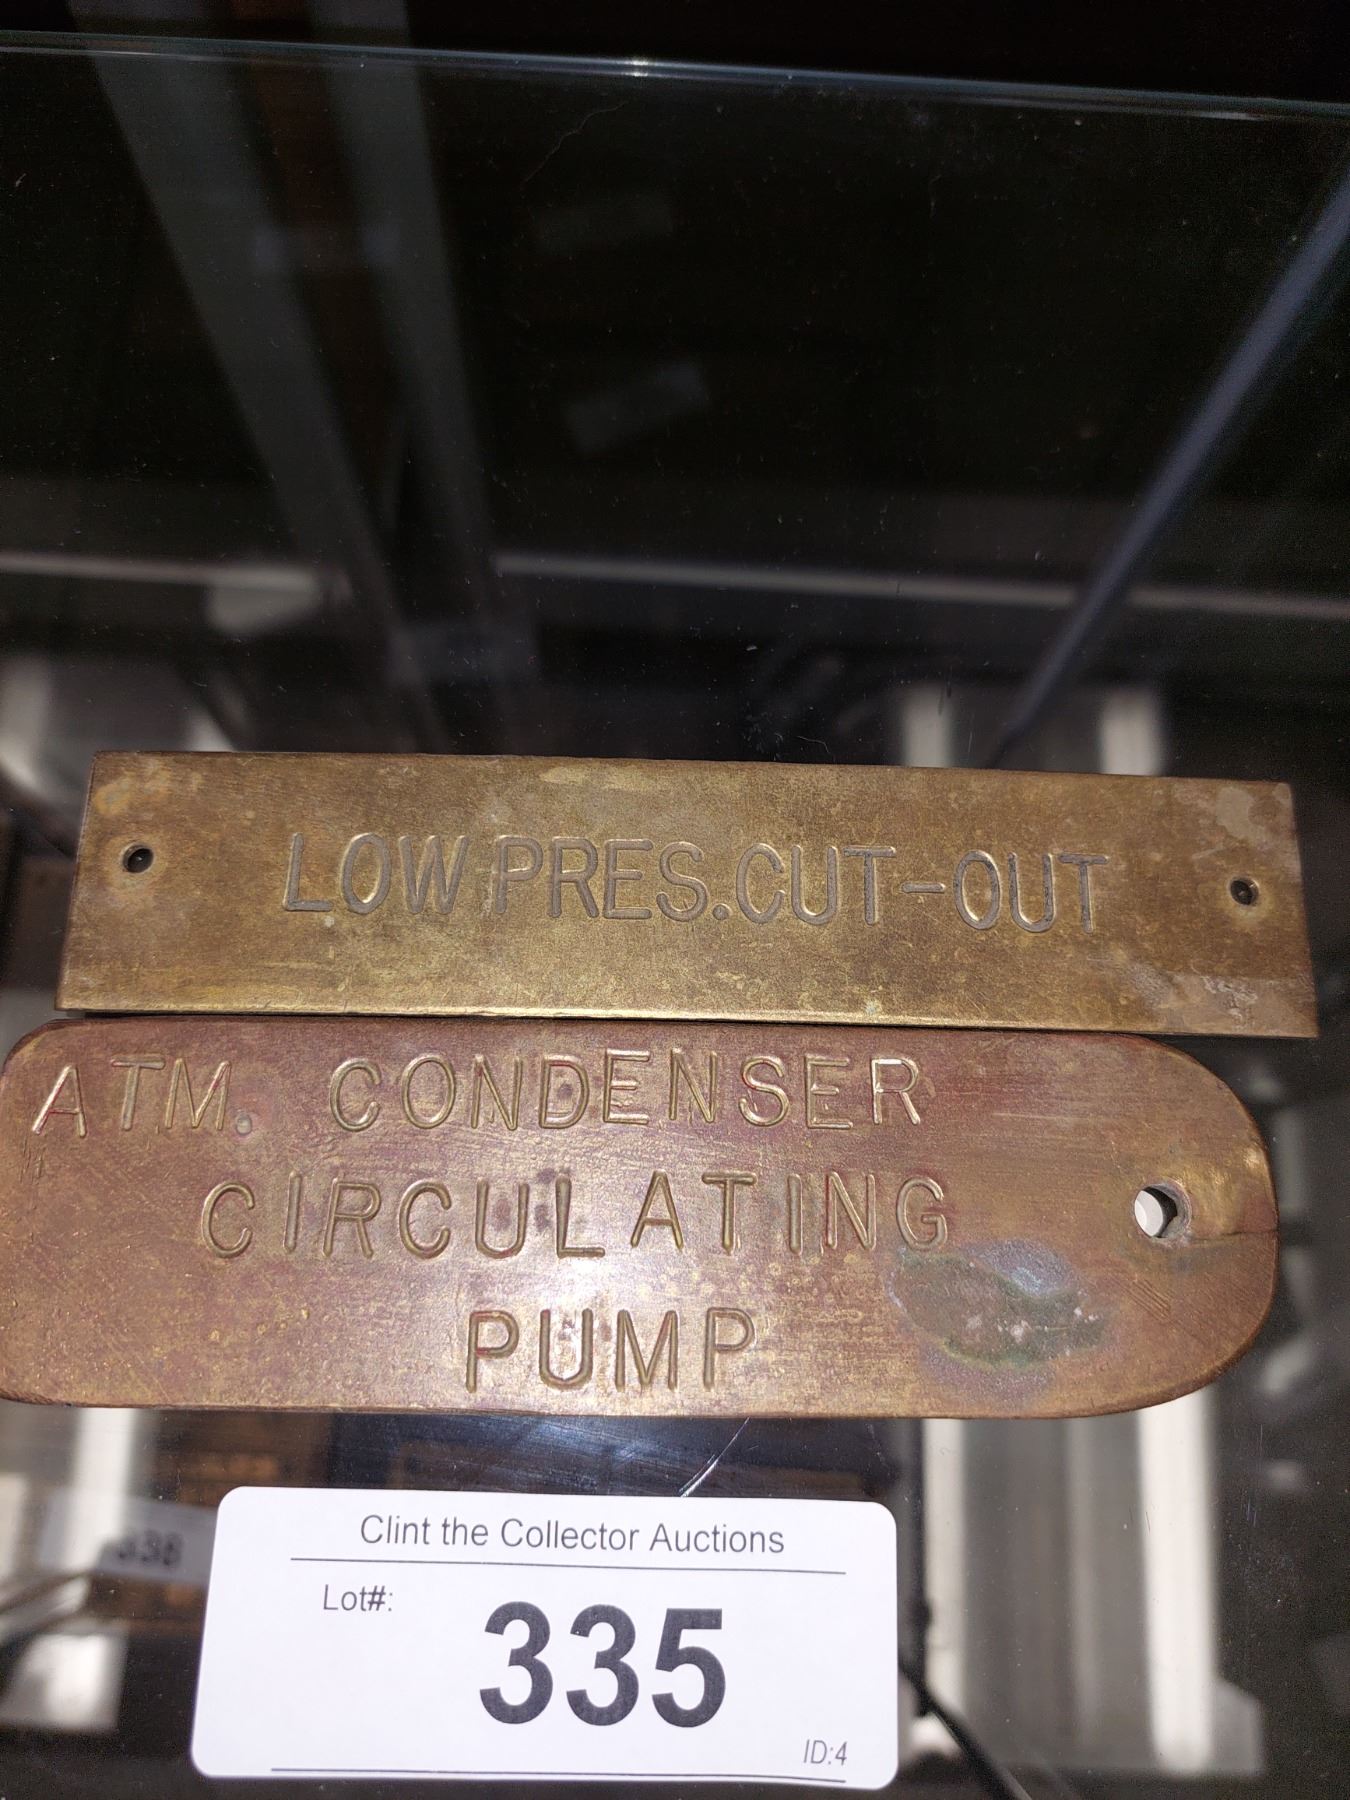 LOW PRES. CUT-OUT
ATM. CONDENSER
CIRCULATING
PUMP
Clint the Collector Auctions
Lot#:
335
ID:4